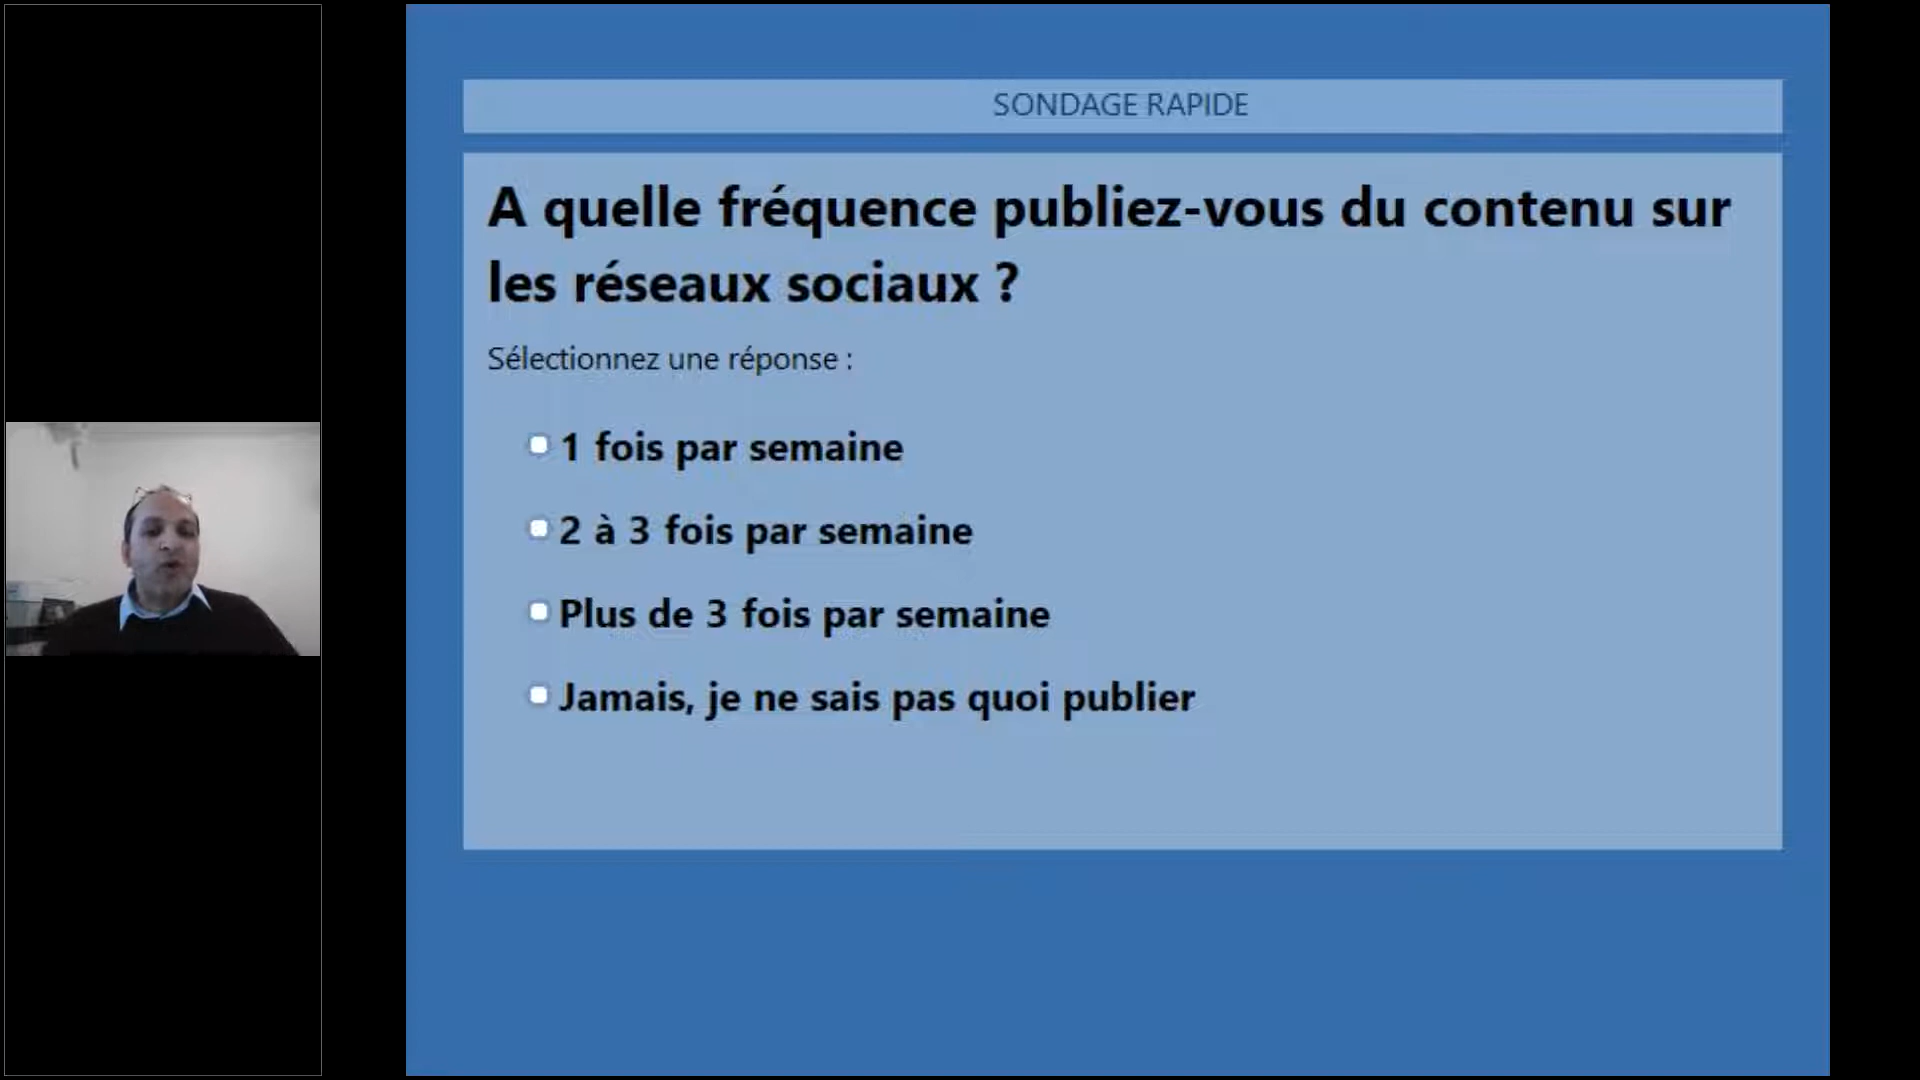 SONDAGE RAPIDE
A quelle fréquence publiez-vous du contenu sur
les réseaux sociaux ?
Sélectionnez une réponse :
1 fois par semaine
2 à 3 fois par semaine
Plus de 3 fois par semaine
Jamais, je ne sais pas quoi publier